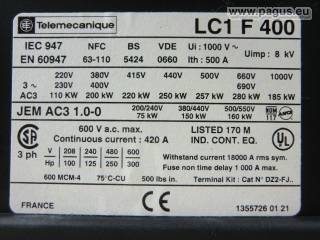 © www.pagus.eu
Telemecanique
LC1 F 400
IEC 947 NFC BS VDE Ui : 1000 V ~ Uimp : 8 kV
EN 60947 63-110 5424 0660 Ith : 500 A
3 ~ 220V 380V 415V 440V 500V 660V 1000V
230V 400V 690V
AC3 110 KW 200 kW 220 kW 250 kW 257 kW 280 kW 185 kW
JEM AC3 1.0-0 200/240V 380/440V 500/550V
75 kW 150 kW 160 kW
117
600 V a.c. max. LISTED 170 M
Continuous current : 420 A IND. CONT. EQ.
3 ph V 208 240 480 600
Withstand current 18000 A rms sym.
Fuse non time delay 1 000 A max.
600 MCM-4 75°C-CU 500 lbs in. Terminal Kit : Cat N° DZ2-FJ..
FRANCE CE 1355726 01 21